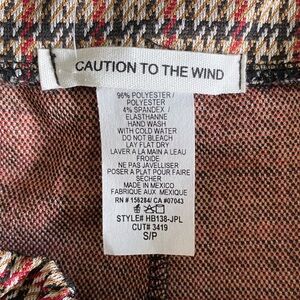 CAUTION TO THE WIND
96% POLYESTER /
POLYESTER
4% SPANDEX /
ELASTHANNE
HAND WASH
WITH COLD WATER
DO NOT BLEACH
LAY FLAT DRY
LAVER A LA MAIN A LEAU
FROIDE
NE PAS JAVELLISER
POSER A PLAT POUR FAIRE
SECHER
MADE IN MEXICO
FABRIQUE AUX MEXIQUE
RN # 156284/ CA #07043
STYLE# HB138-JPL
CUT# 3419
S/P